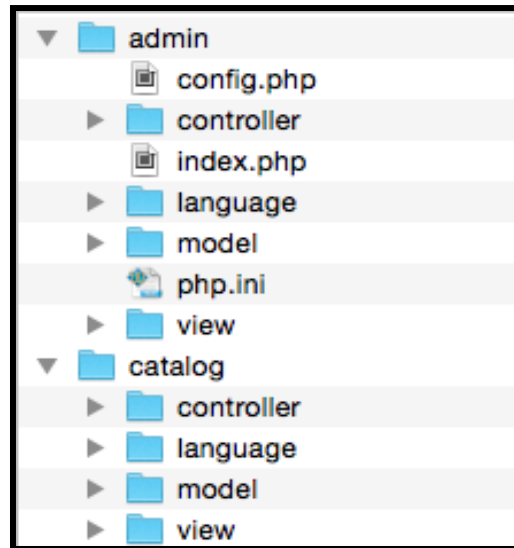 admin
config.php
controller
index.php
language
model
php.ini
view
catalog
controller
language
model
view